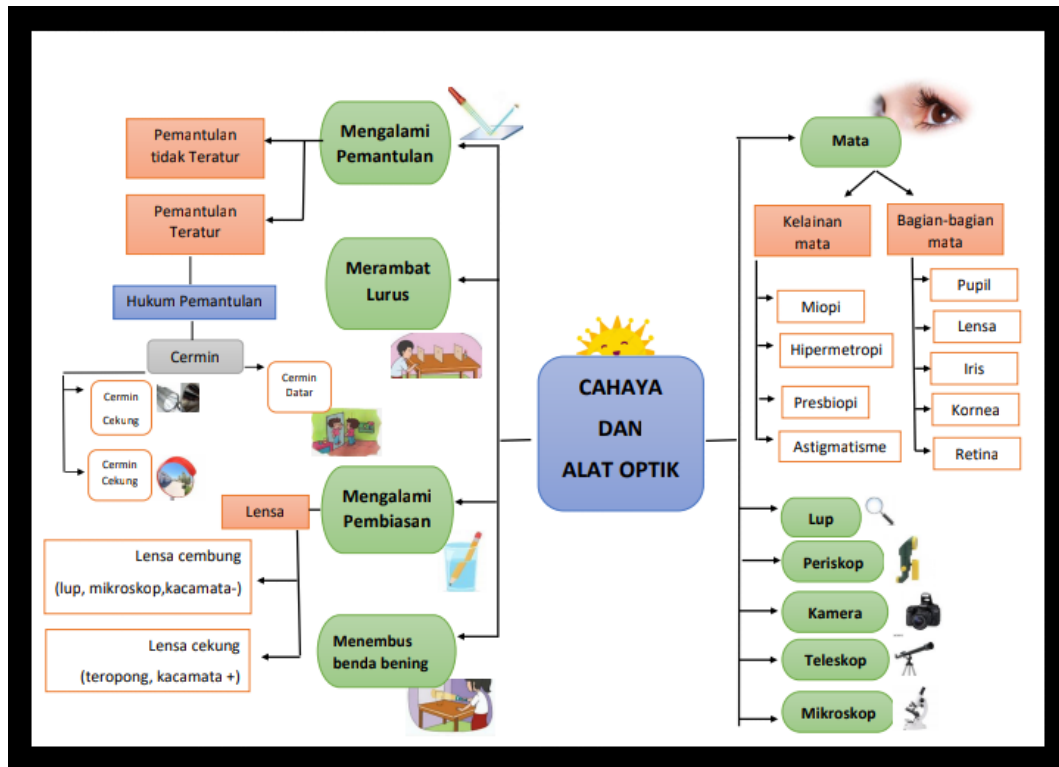 CAHAYA
DAN
ALAT OPTIK
Mengalami
Pemantulan
Pemantulan
tidak Teratur
Pemantulan
Teratur
Hukum Pemantulan
Cermin
Cermin
Datar
Cermin
Cekung
Cermin
Cekung
Merambat
Lurus
Mengalami
Pembiasan
Lensa
Lensa cembung
(lup, mikroskop,kacamata-)
Lensa cekung
(teropong, kacamata +)
Menembus
benda bening
Mata
Kelainan
mata
Miopi
Hipermetropi
Presbiopi
Astigmatisme
Bagian-bagian
mata
Pupil
Lensa
Iris
Kornea
Retina
Lup
Periskop
Kamera
Teleskop
Mikroskop